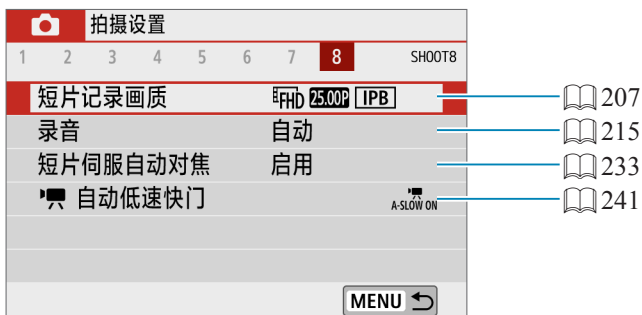 拍摄设置
1 2 3 4 5 6 7 8 SHOOT8
短片记录画质 FHD 25.00P IPB 207
录音 自动 215
短片伺服自动对焦 启用 233
自动低速快门 A-SLOW ON 241
MENU